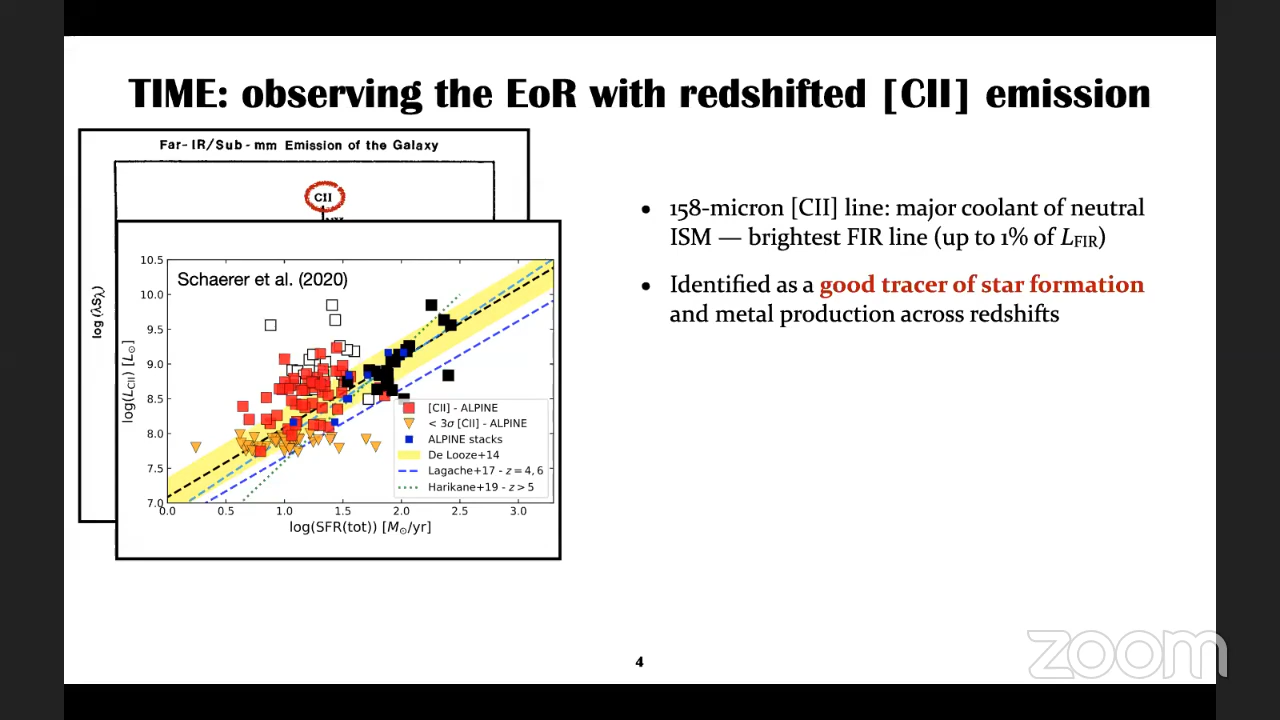 TIME: observing the EoR with redshifted [CII] emission
Far-IR/Sub-mm Emission of the Galaxy
CII
log (λSλ)
Schaerer et al. (2020)
10.5
10.0
9.5
9.0
8.5
8.0
7.5
7.0
log(L[CII]) [L⊙]
[CII] - ALPINE
< 3σ [CII] - ALPINE
ALPINE stacks
De Looze+14
Lagache+17 - z = 4, 6
Harikane+19 - z > 5
0.0 0.5 1.0 1.5 2.0 2.5 3.0
log(SFR(tot)) [M⊙/yr]
• 158-micron [CII] line: major coolant of neutral
ISM — brightest FIR line (up to 1% of LFIR)
• Identified as a good tracer of star formation
and metal production across redshifts
4
zoom